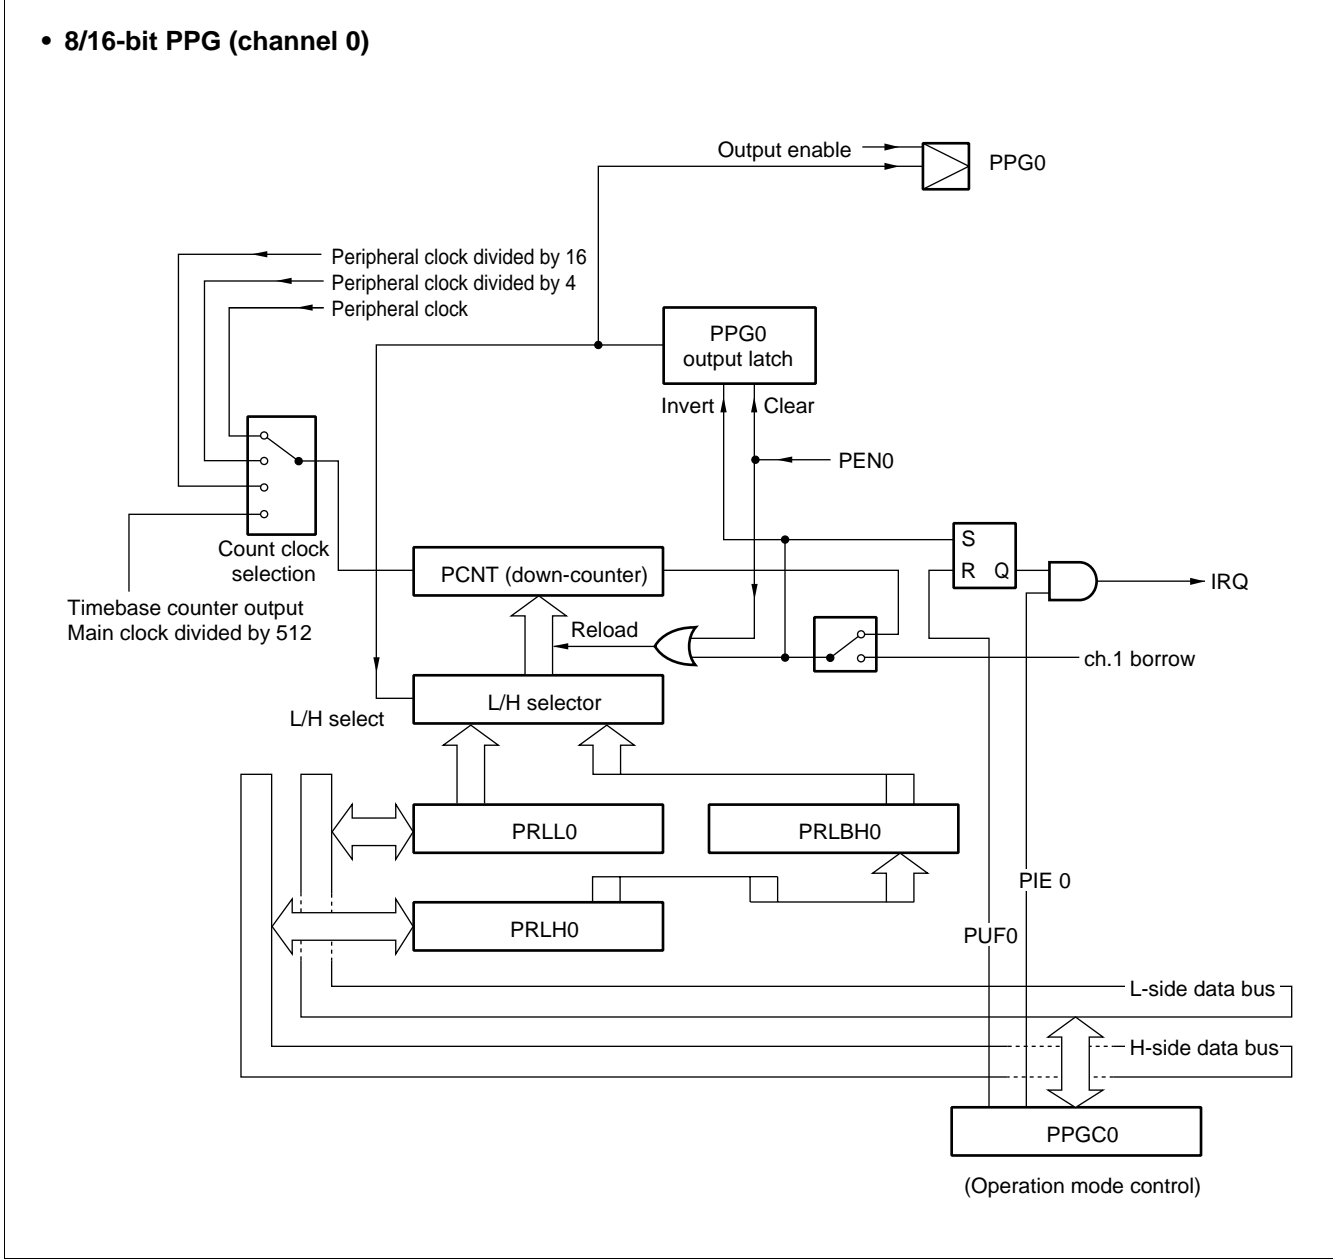 • 8/16-bit PPG (channel 0)
Output enable
PPG0
Peripheral clock divided by 16
Peripheral clock divided by 4
Peripheral clock
PPG0
output latch
Invert
Clear
PEN0
Count clock
selection
S
R Q
IRQ
PCNT (down-counter)
Timebase counter output
Main clock divided by 512
Reload
ch.1 borrow
L/H selector
L/H select
PRLL0
PRLBH0
PIE 0
PRLH0
PUF0
L-side data bus
H-side data bus
PPGC0
(Operation mode control)